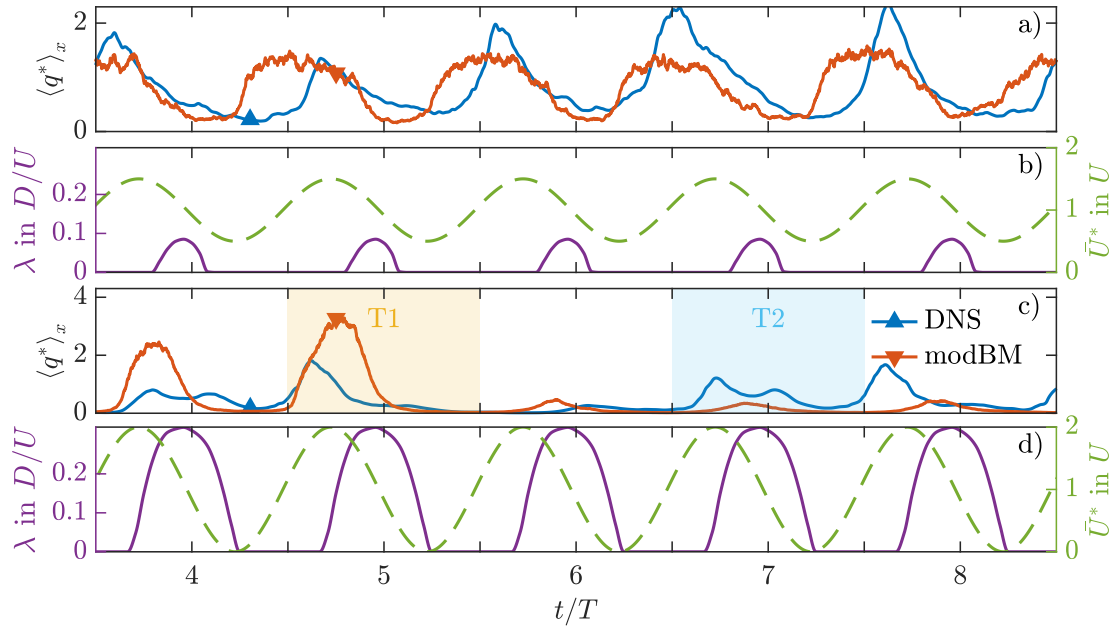 2
0
⟨q*⟩ₓ
a)
0.2
0.1
0
λ in D/U
b)
2
1
0
Ū* in U
4
2
0
⟨q*⟩ₓ
T1
T2
c)
DNS
modBM
0.2
0.1
0
λ in D/U
d)
2
1
0
Ū* in U
4
5
6
7
8
t/T